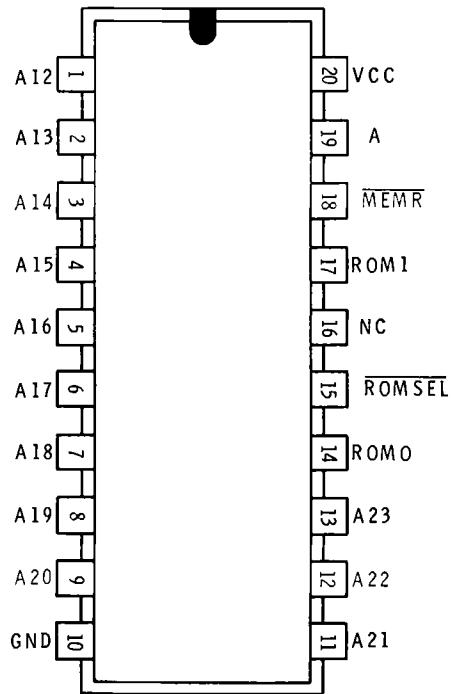 A12 1 20 VCC
A13 2 19 A
A14 3 18 MEMR
A15 4 17 ROM1
A16 5 16 NC
A17 6 15 ROMSEL
A18 7 14 ROM0
A19 8 13 A23
A20 9 12 A22
GND 10 11 A21